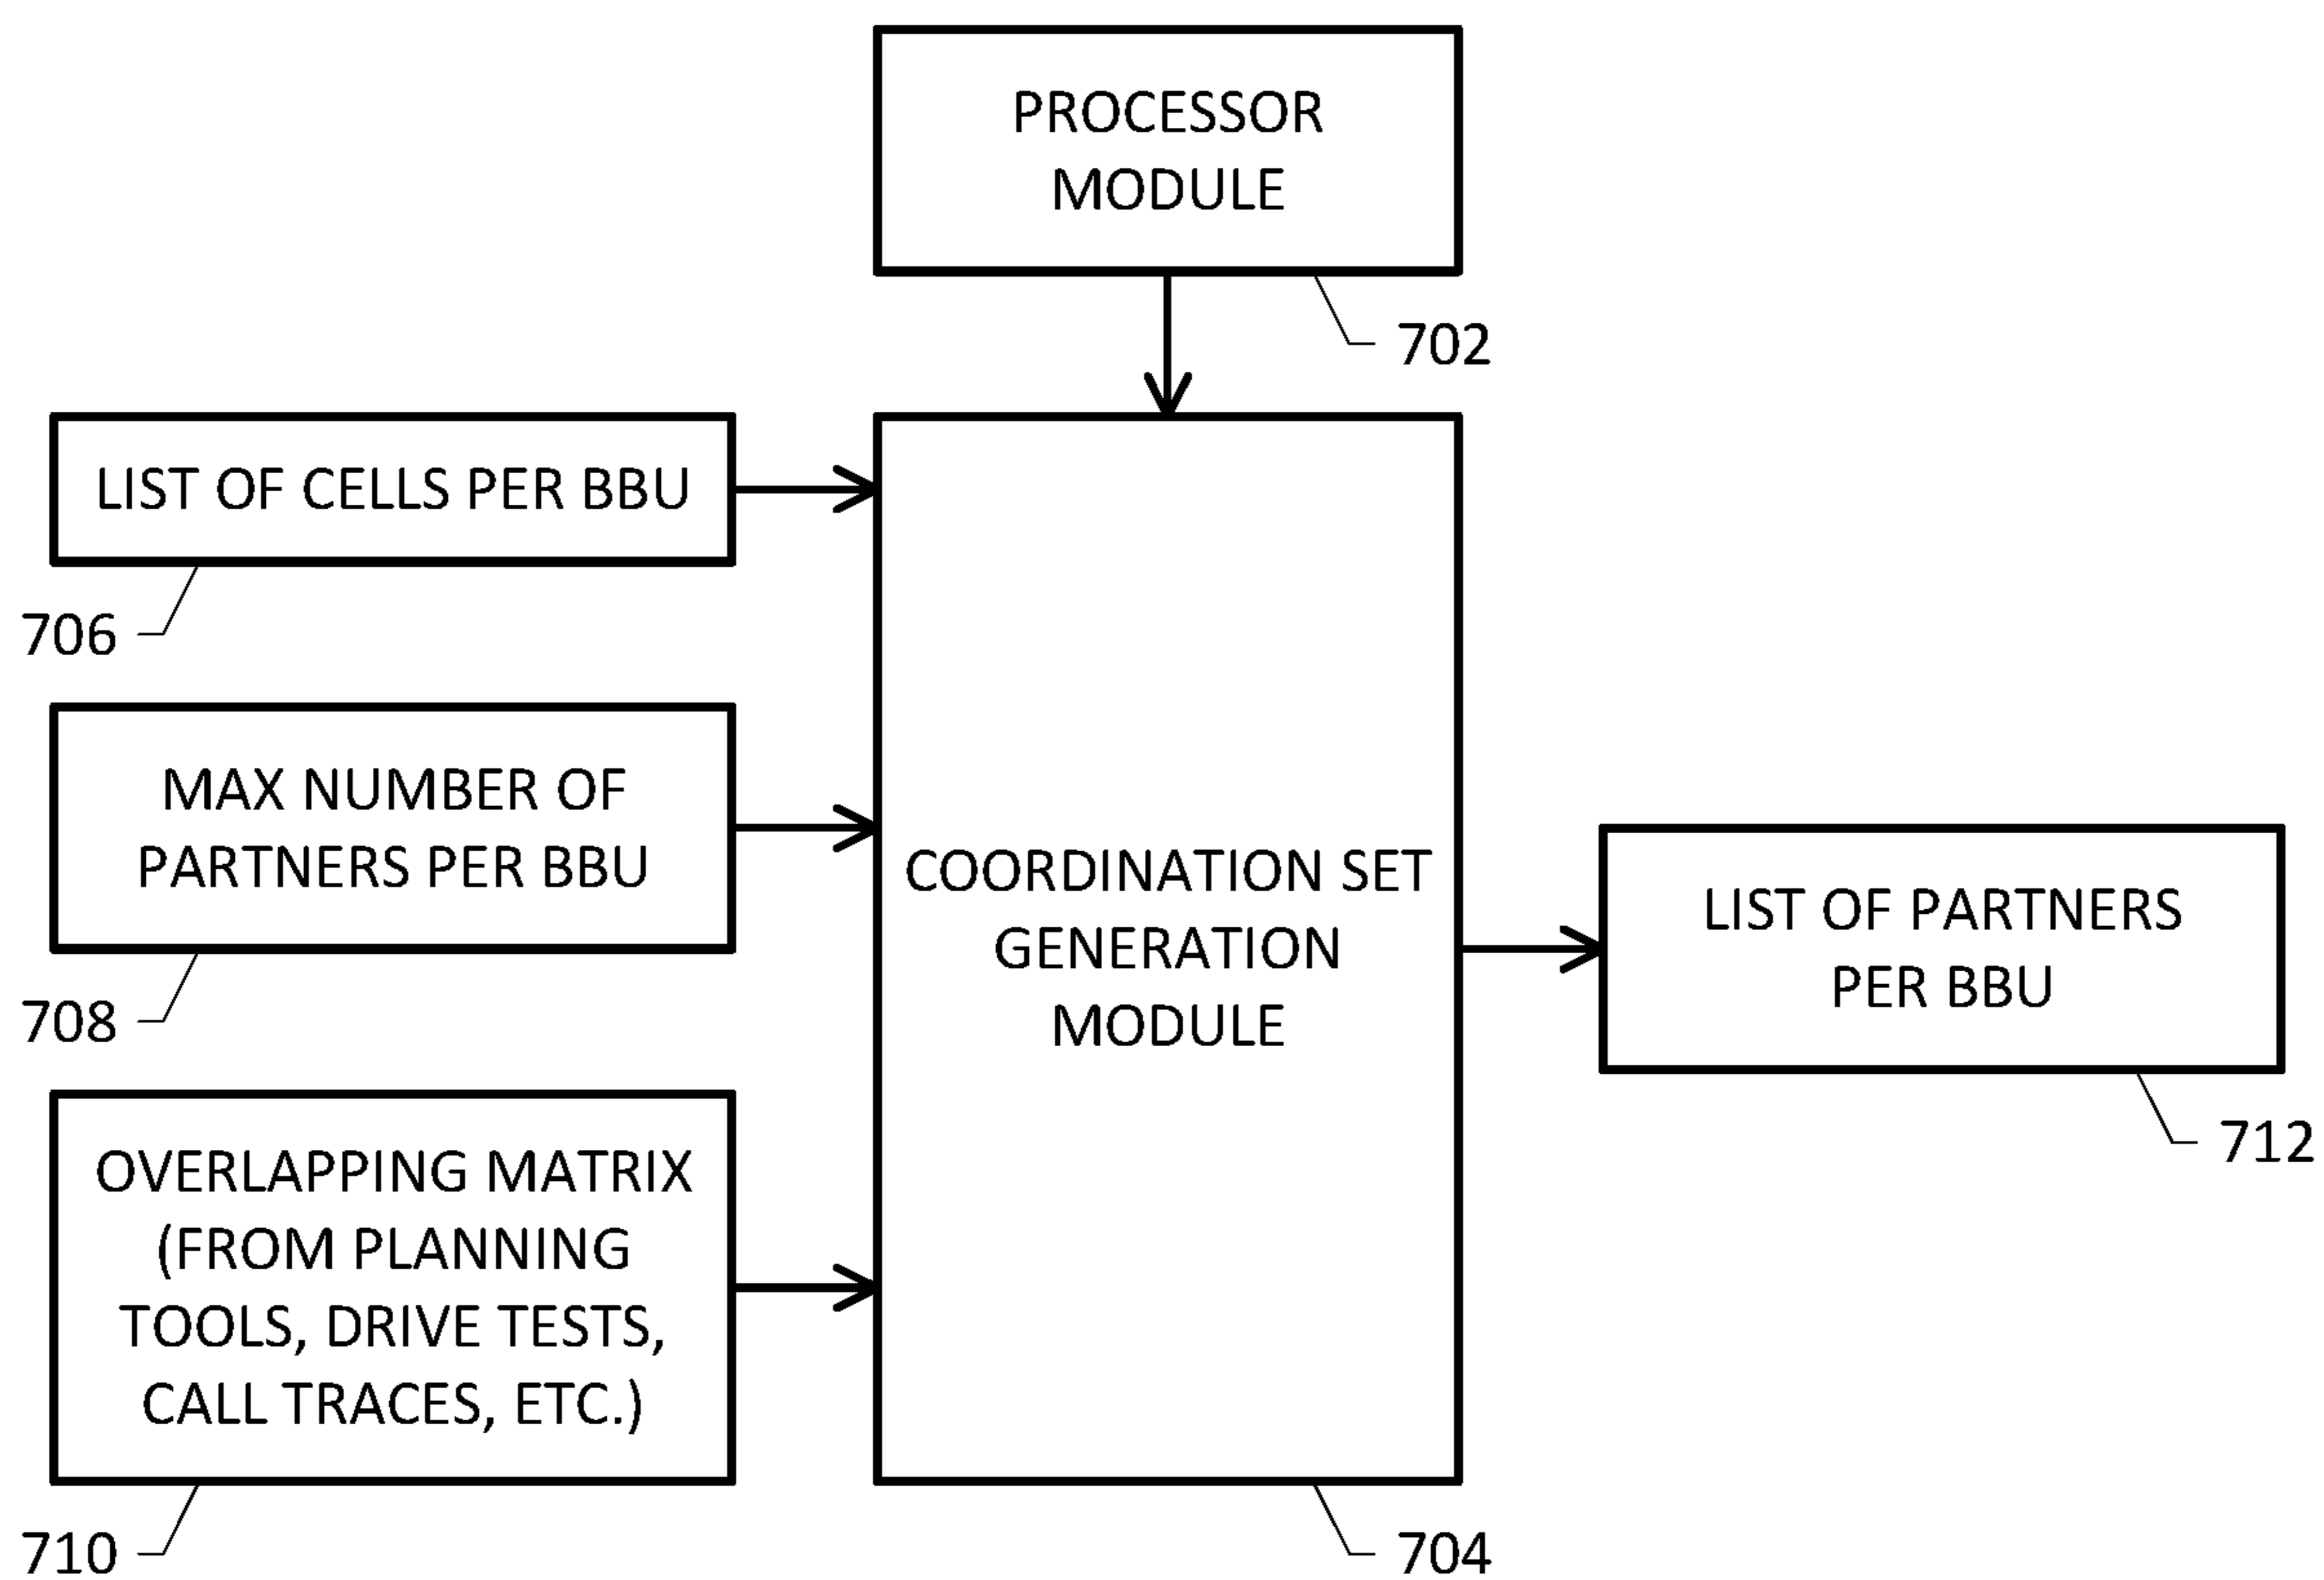 PROCESSOR
MODULE
702
LIST OF CELLS PER BBU
706
MAX NUMBER OF
PARTNERS PER BBU
708
OVERLAPPING MATRIX
(FROM PLANNING
TOOLS, DRIVE TESTS,
CALL TRACES, ETC.)
710
COORDINATION SET
GENERATION
MODULE
704
LIST OF PARTNERS
PER BBU
712